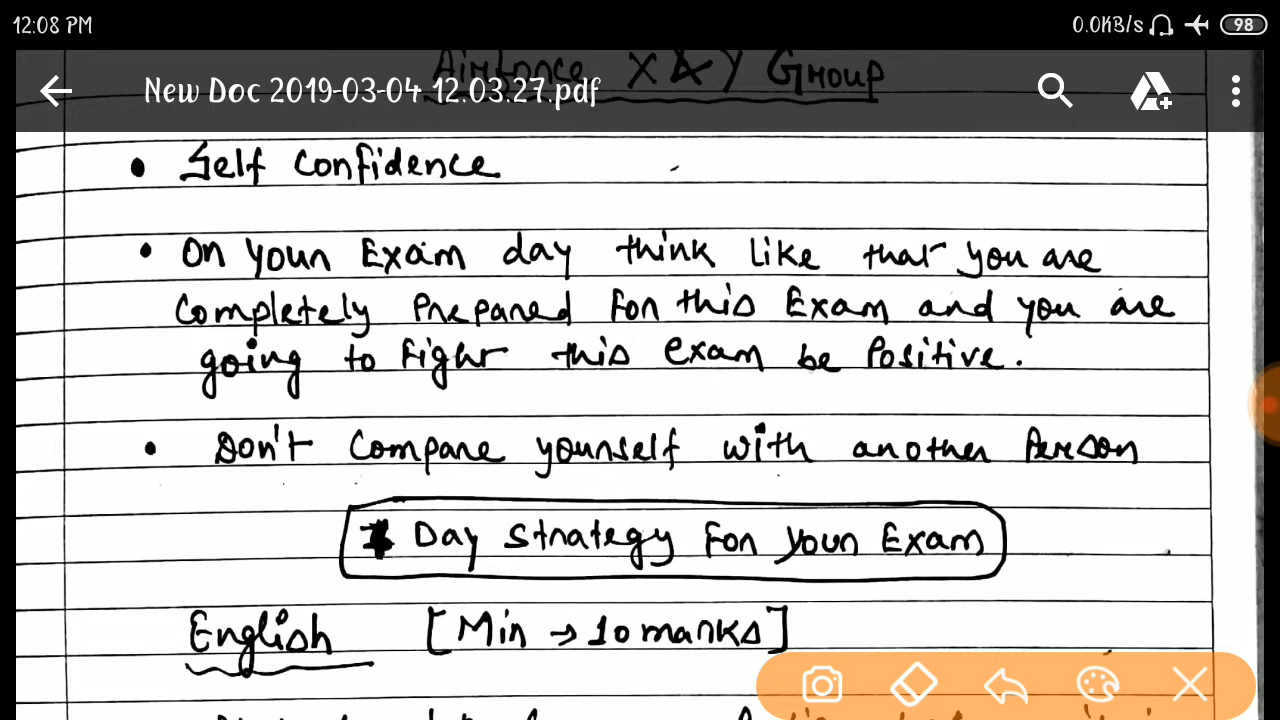 12:08 PM
0.0KB/s 98
Airforce X & Y Group
New Doc 2019-03-04 12.03.27.pdf
• Self confidence
• On your Exam day think like that you are
completely Prepared for this Exam and you are
going to Fight this exam be Positive.
• Don't compare yourself with another Person
Day Strategy For your Exam
English [Min → 10 marks]